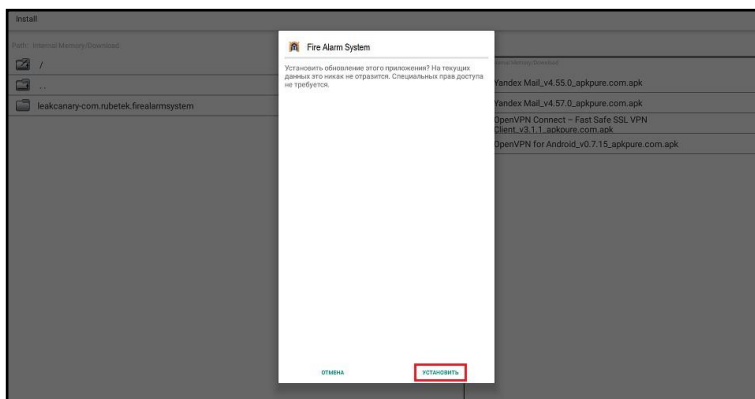 Install
Path: Internal Memory/Download:
/
..
leakcanary-com.rubetek.firealarmsystem
Fire Alarm System
Установить обновление этого приложения? На текущих
данных это никак не отразится. Специальных прав доступа
не требуется.
ОТМЕНА
УСТАНОВИТЬ
Memory/Download:
Yandex Mail_v4.55.0_apkpure.com.apk
Yandex Mail_v4.57.0_apkpure.com.apk
OpenVPN Connect – Fast Safe SSL VPN
Client_v3.1.1_apkpure.com.apk
OpenVPN for Android_v0.7.15_apkpure.com.apk